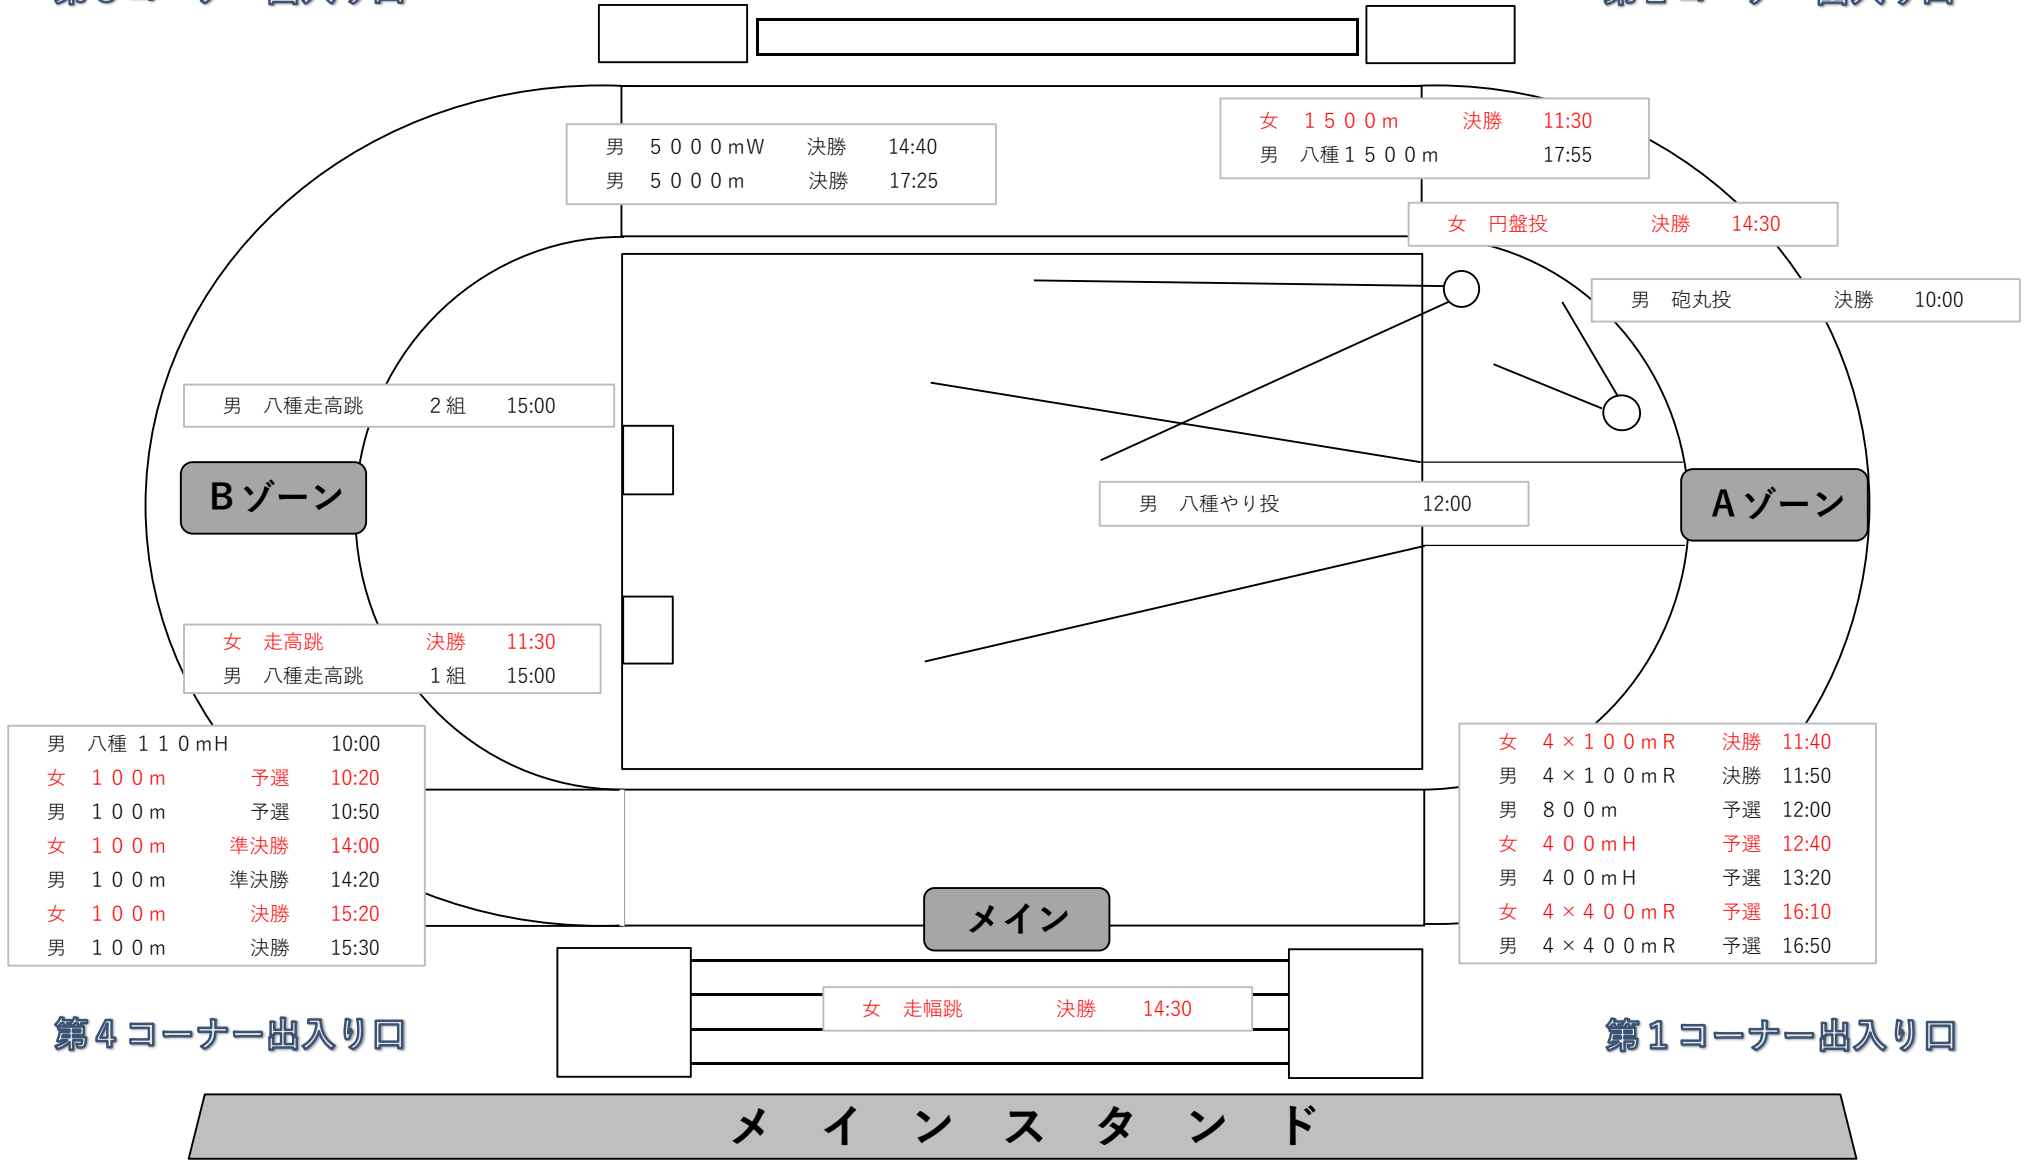 男 5000mW 決勝 14:40
男 5000m 決勝 17:25
女 1500m 決勝 11:30
男 八種1500m 17:55
女 円盤投 決勝 14:30
男 砲丸投 決勝 10:00
男 八種走高跳 2組 15:00
Bゾーン
男 八種やり投 12:00
Aゾーン
女 走高跳 決勝 11:30
男 八種走高跳 1組 15:00
男 八種 110mH 10:00
女 100m 予選 10:20
男 100m 予選 10:50
女 100m 準決勝 14:00
男 100m 準決勝 14:20
女 100m 決勝 15:20
男 100m 決勝 15:30
女 4×100mR 決勝 11:40
男 4×100mR 決勝 11:50
男 800m 予選 12:00
女 400mH 予選 12:40
男 400mH 予選 13:20
女 4×400mR 予選 16:10
男 4×400mR 予選 16:50
メイン
女 走幅跳 決勝 14:30
第4コーナー出入り口
第1コーナー出入り口
メインスタンド